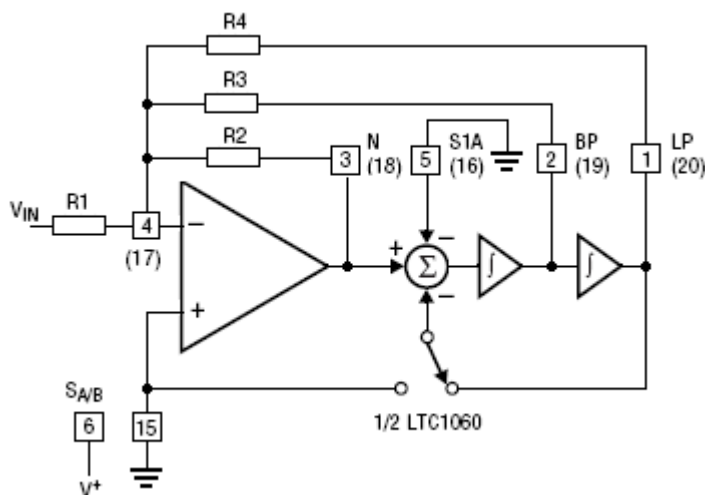 R4
R3
R2
3
N
(18)
5
S1A
(16)
2
BP
(19)
1
LP
(20)
VIN
R1
4
(17)
−
+
+
−
Σ
−
∫
∫
SA/B
6
V+
15
1/2 LTC1060